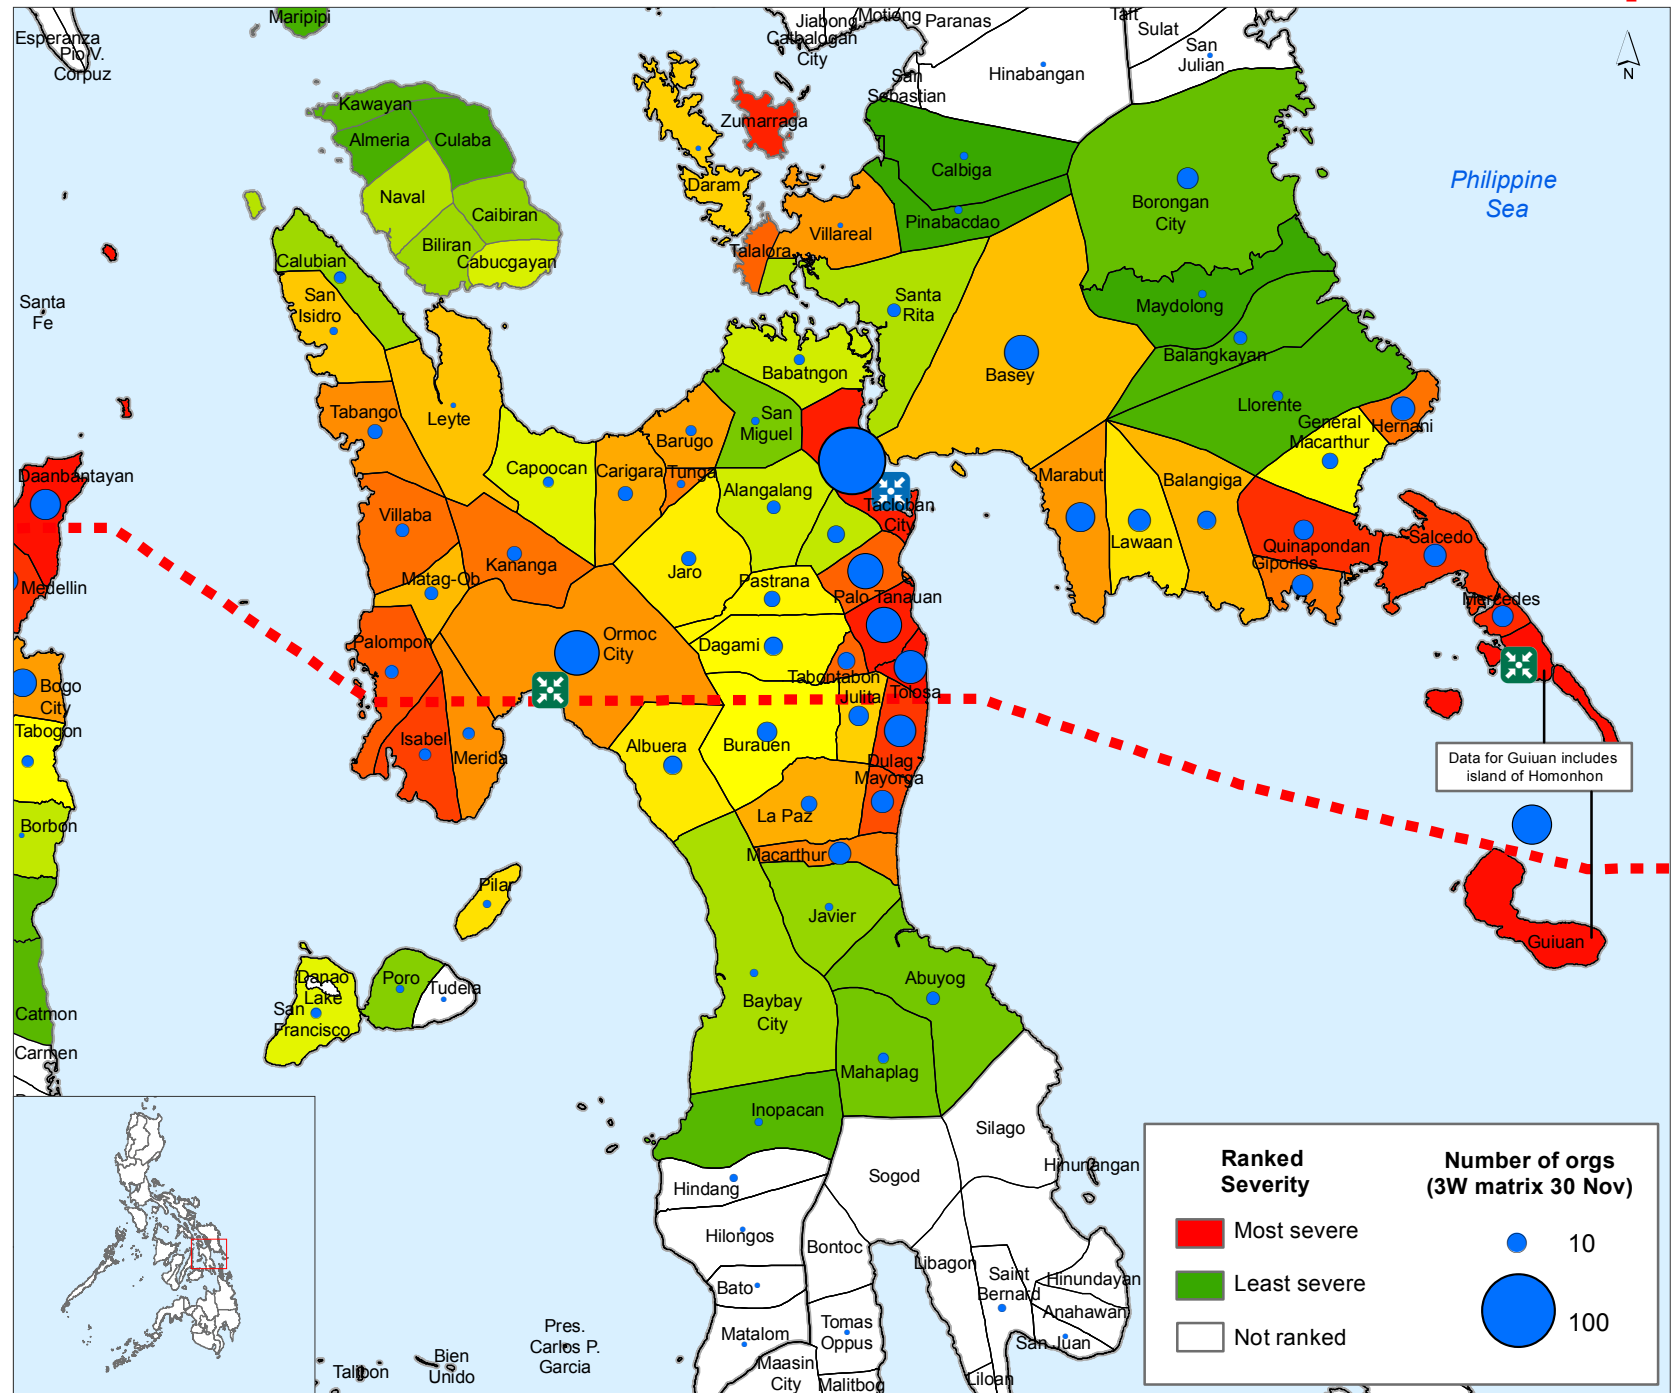 Maripipi
Esperanza
Pio V.
Corpuz
Jiabong
Motiong
Paranas
Taft
Sulat
Catbalogan
City
San
Julian
Hinabangan
San
Sebastian
N
Kawayan
Almeria
Culaba
Naval
Caibiran
Biliran
Cabucgayan
Zumarraga
Daram
Talalora
Villareal
Calbiga
Pinabacdao
Borongan
City
Philippine
Sea
Calubian
San
Isidro
Santa
Fe
Santa
Rita
Maydolong
Balangkayan
Basey
Babatngon
Leyte
Tabango
San
Miguel
Barugo
Llorente
General
Macarthur
Hernani
Capoocan
Carigara
Tunga
Alangalang
Daanbantayan
Medellin
Villaba
Kananga
Matag-Ob
Jaro
Pastrana
Tacloban
City
Marabut
Lawaan
Balangiga
Quinapondan
Giporlos
Salcedo
Mercedes
Palo
Tanauan
Palompon
Ormoc
City
Dagami
Tabontabon
Julita
Tolosa
Bogo
City
Tabogon
Isabel
Merida
Albuera
Burauen
Dulag
Mayorga
La Paz
Macarthur
Data for Guiuan includes
island of Homonhon
Guiuan
Borbon
Pilar
Javier
Abuyog
Danao
Lake
San
Francisco
Poro
Tudela
Catmon
Carmen
Baybay
City
Mahaplag
Inopacan
Silago
Hinunangan
Sogod
Hindang
Hilongos
Bontoc
Libagon
Bato
Saint
Bernard
Hinundayan
Anahawan
San Juan
Matalom
Tomas
Oppus
Maasin
City
Malitbog
Liloan
Pres.
Carlos P.
Garcia
Bien
Unido
Talibon
Ranked
Severity
Most severe
Least severe
Not ranked
Number of orgs
(3W matrix 30 Nov)
10
100